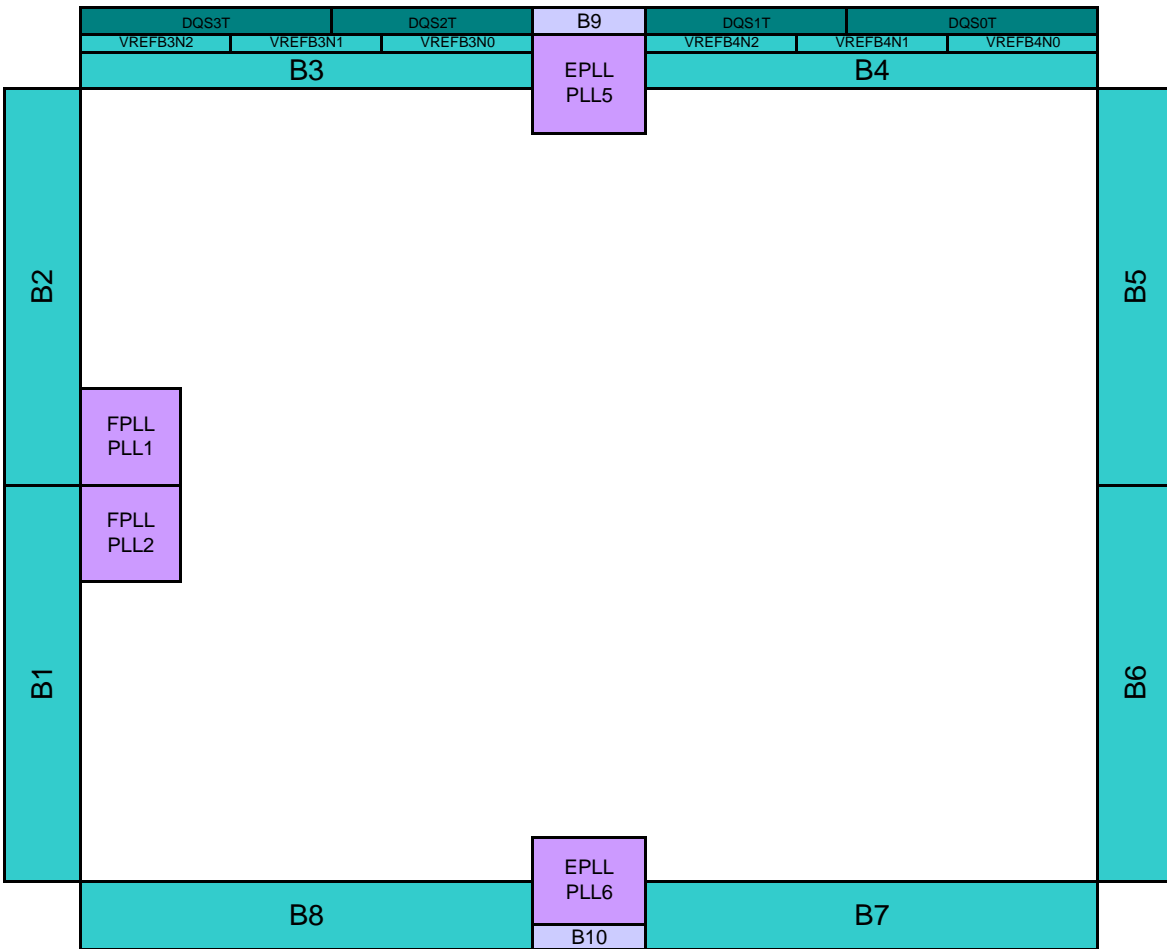 DQS3T DQS2T B9 DQS1T DQS0T
VREFB3N2 VREFB3N1 VREFB3N0 VREFB4N2 VREFB4N1 VREFB4N0
B3 EPLL PLL5 B4
B2
B5
FPLL
PLL1
FPLL
PLL2
B1
B6
EPLL
PLL6
B8 B7
B10